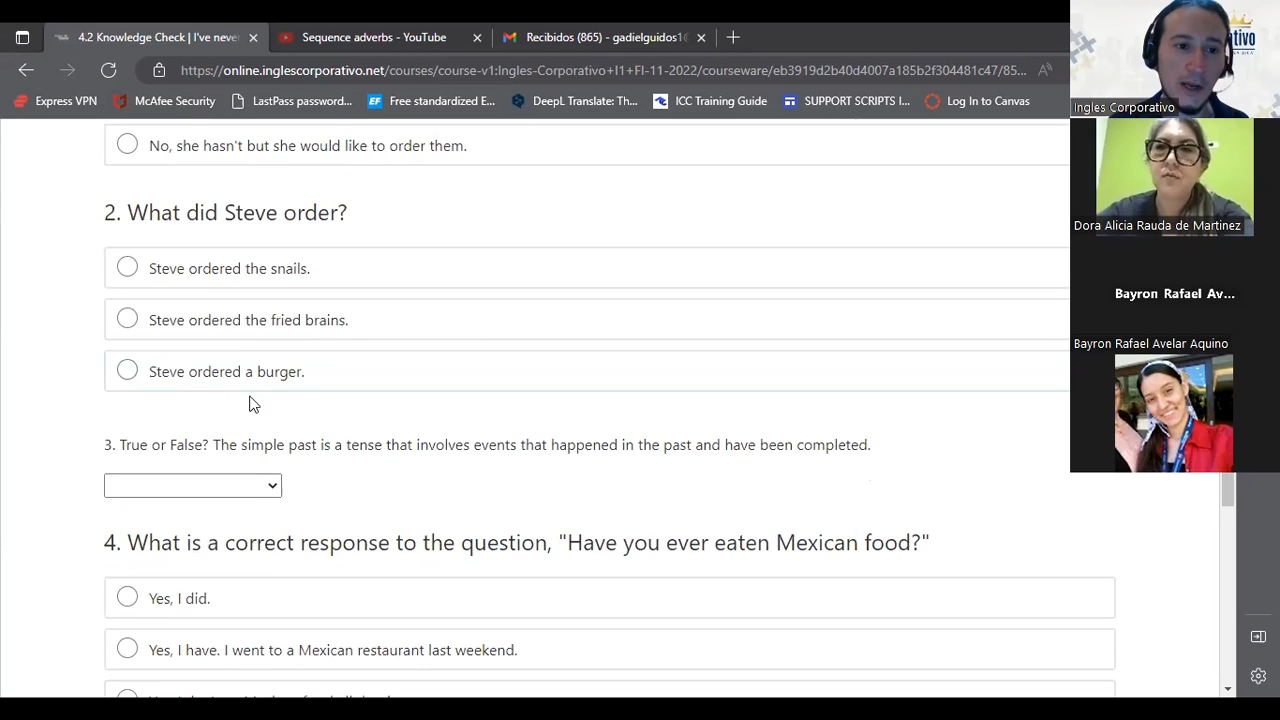 4.2 Knowledge Check | I've never
Sequence adverbs - YouTube
Recibidos (865) - gadielguidos1
https://online.inglescorporativo.net/courses/course-v1:Ingles-Corporativo+I1+FI-11-2022/courseware/eb3919d2b40d4007a185b2f304481c47/85...
Express VPN
McAfee Security
LastPass password...
Free standardized E...
DeepL Translate: Th...
ICC Training Guide
SUPPORT SCRIPTS I...
Log In to Canvas
No, she hasn't but she would like to order them.
2. What did Steve order?
Steve ordered the snails.
Steve ordered the fried brains.
Steve ordered a burger.
3. True or False? The simple past is a tense that involves events that happened in the past and have been completed.
4. What is a correct response to the question, "Have you ever eaten Mexican food?"
Yes, I did.
Yes, I have. I went to a Mexican restaurant last weekend.
Ingles Corporativo
Dora Alicia Rauda de Martinez
Bayron Rafael Av...
Bayron Rafael Avelar Aquino